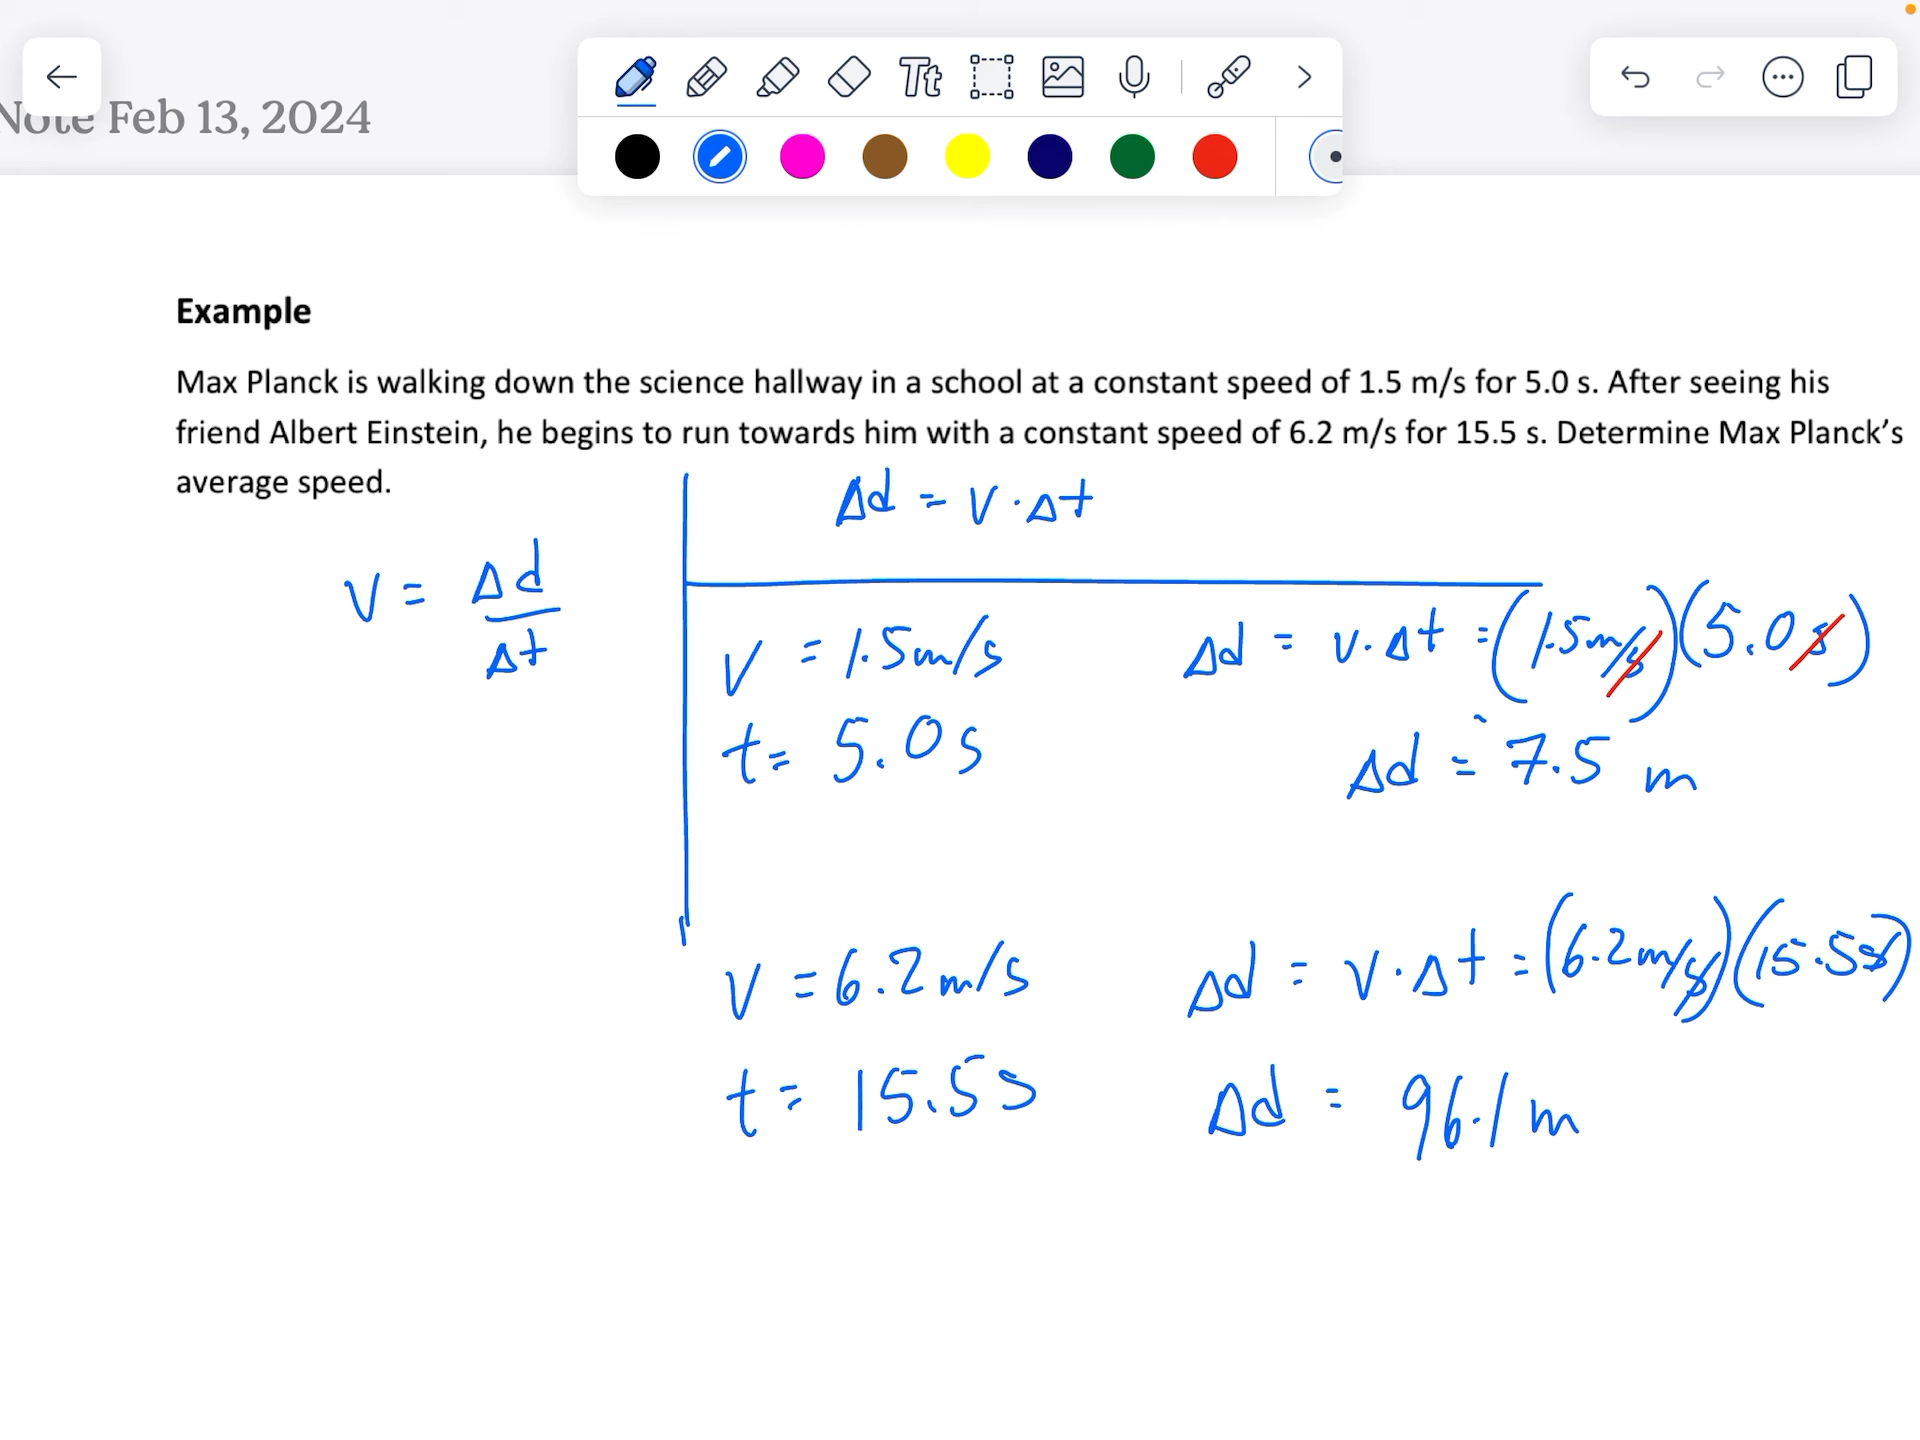 Tt
Note Feb 13, 2024
Example
Max Planck is walking down the science hallway in a school at a constant speed of 1.5 m/s for 5.0 s. After seeing his
friend Albert Einstein, he begins to run towards him with a constant speed of 6.2 m/s for 15.5 s. Determine Max Planck's
average speed.
Δd = v · Δt
v = Δd / Δt
v = 1.5 m/s
t = 5.0 s
Δd = v · Δt = (1.5 m/s)(5.0 s)
Δd = 7.5 m
v = 6.2 m/s
t = 15.5 s
Δd = v · Δt = (6.2 m/s)(15.5 s)
Δd = 96.1 m